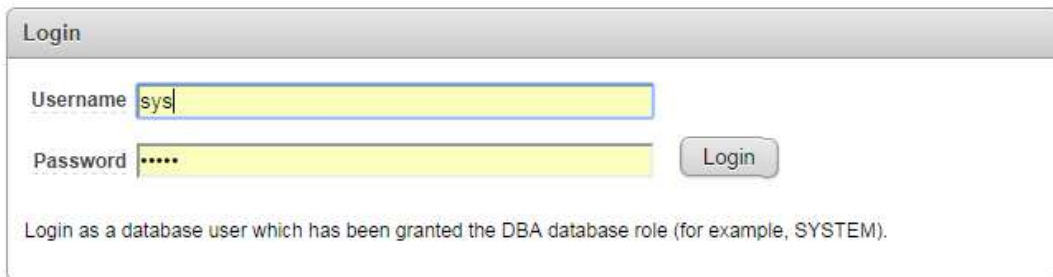 Login
Username sys
Password •••••
Login
Login as a database user which has been granted the DBA database role (for example, SYSTEM).